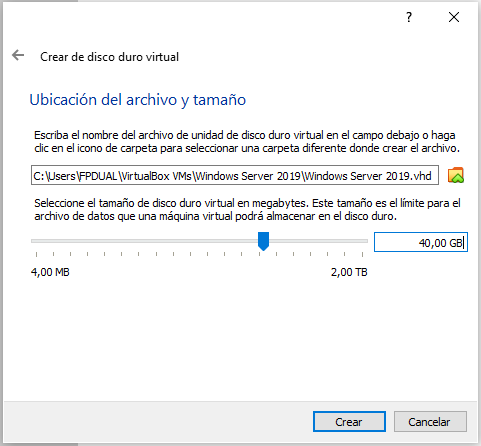 ?
Crear de disco duro virtual
Ubicación del archivo y tamaño
Escriba el nombre del archivo de unidad de disco duro virtual en el campo debajo o haga
clic en el icono de carpeta para seleccionar una carpeta diferente donde crear el archivo.
C:\Users\FPDUAL\VirtualBox VMs\Windows Server 2019\Windows Server 2019.vhd
Seleccione el tamaño de disco duro virtual en megabytes. Este tamaño es el límite para el
archivo de datos que una máquina virtual podrá almacenar en el disco duro.
40,00 GB
4,00 MB 2,00 TB
Crear Cancelar